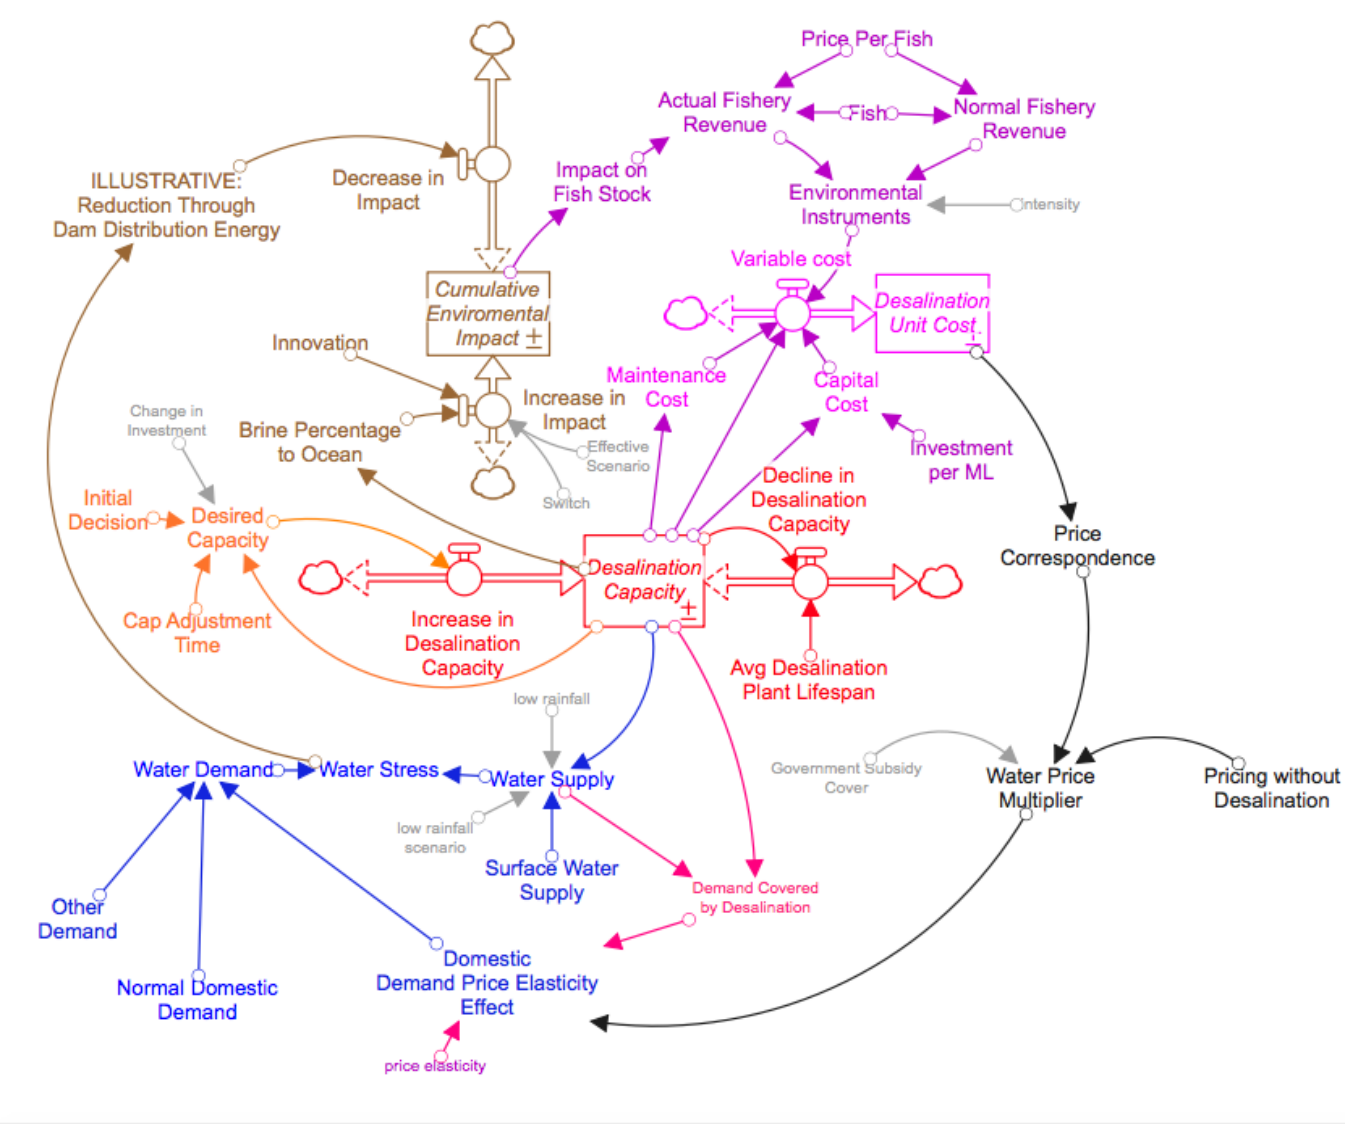 Price Per Fish
Actual Fishery
Revenue
Fish
Normal Fishery
Revenue
Impact on
Fish Stock
ILLUSTRATIVE:
Reduction Through
Dam Distribution Energy
Decrease in
Impact
Environmental
Instruments
Intensity
Variable cost
Cumulative
Enviromental
Impact ±
Desalination
Unit Cost
±
Innovation
Maintenance
Cost
Capital
Cost
Increase in
Impact
Change in
Investment
Brine Percentage
to Ocean
Effective
Scenario
Switch
Investment
per ML
Decline in
Desalination
Capacity
Initial
Decision
Desired
Capacity
Price
Correspondence
Desalination
Capacity
±
Cap Adjustment
Time
Increase in
Desalination
Capacity
Avg Desalination
Plant Lifespan
low rainfall
Water Demand
Water Stress
Water Supply
Government Subsidy
Cover
Water Price
Multiplier
Pricing without
Desalination
low rainfall
scenario
Surface Water
Supply
Demand Covered
by Desalination
Other
Demand
Normal Domestic
Demand
Domestic
Demand Price Elasticity
Effect
price elasticity